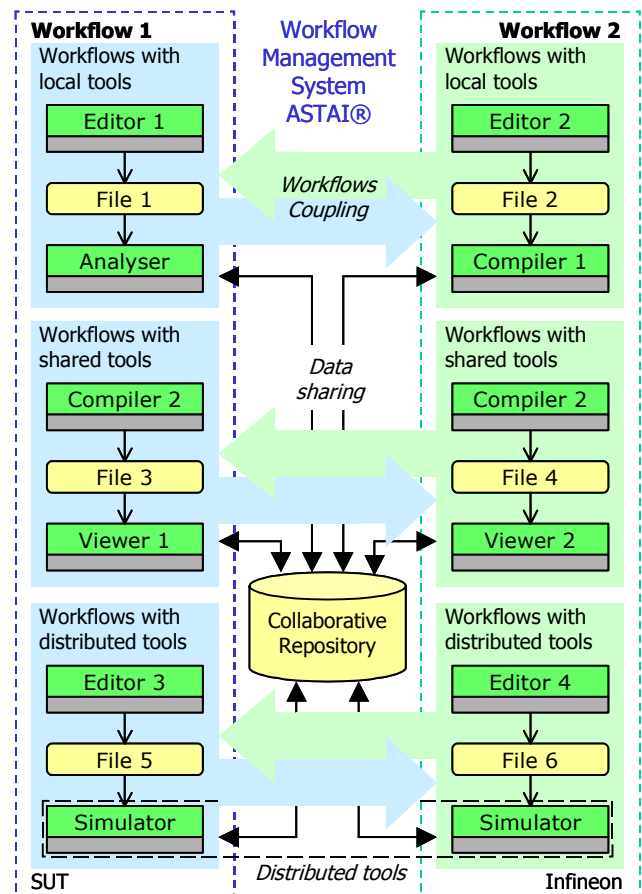 Workflow 1
Workflows with
local tools
Editor 1
File 1
Analyser
Workflows with
shared tools
Compiler 2
File 3
Viewer 1
Workflows with
distributed tools
Editor 3
File 5
Simulator
SUT
Workflow
Management
System
ASTAI®
Workflows
Coupling
Data
sharing
Collaborative
Repository
Distributed tools
Workflow 2
Workflows with
local tools
Editor 2
File 2
Compiler 1
Workflows with
shared tools
Compiler 2
File 4
Viewer 2
Workflows with
distributed tools
Editor 4
File 6
Simulator
Infineon